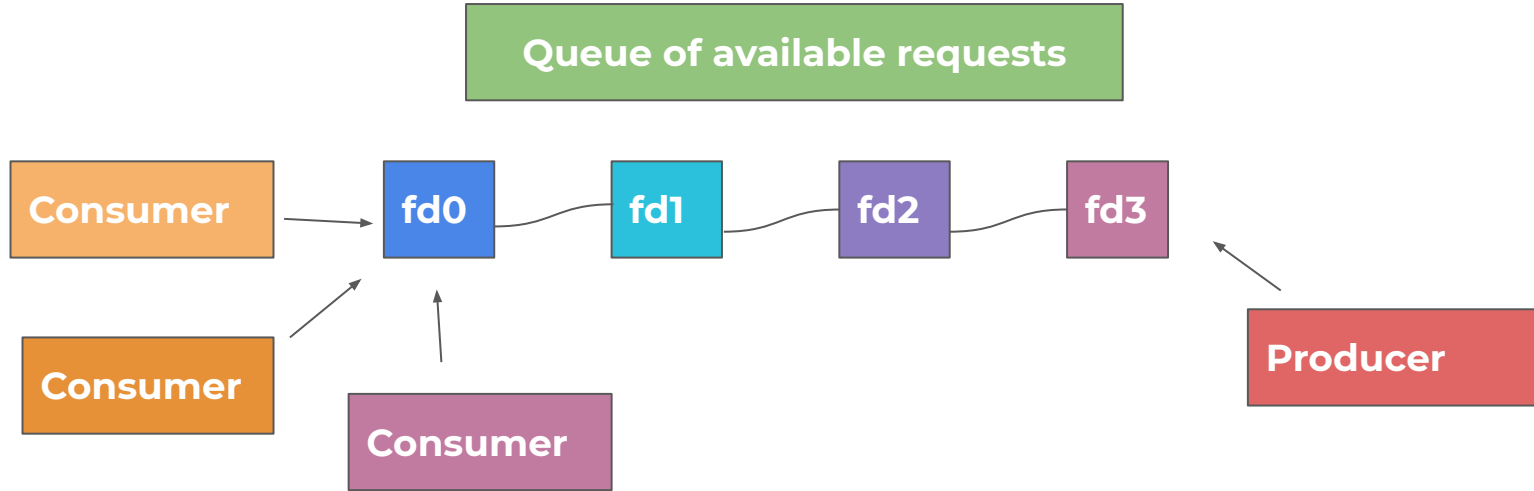 Queue of available requests
Consumer
fd0
fd1
fd2
fd3
Consumer
Consumer
Producer